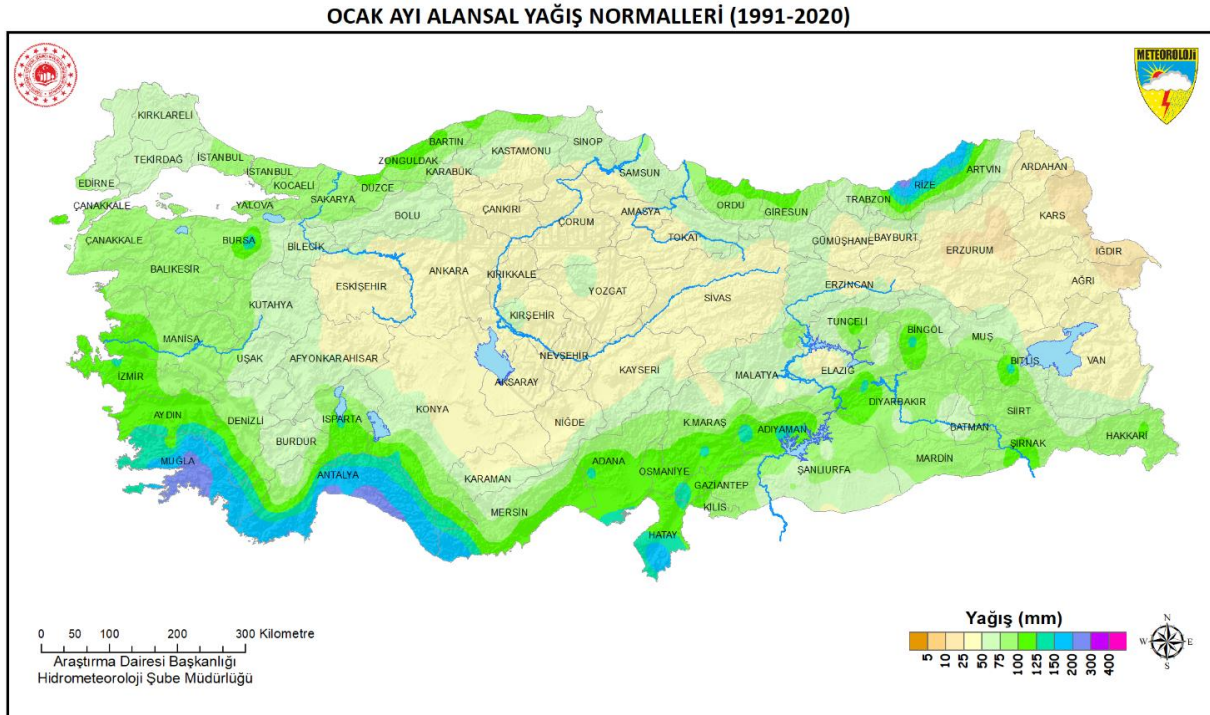 OCAK AYI ALANSAL YAĞIŞ NORMALLERİ (1991-2020)
METEOROLOJİ
KIRKLARELİ
TEKİRDAĞ
İSTANBUL
EDİRNE
ÇANAKKALE
İSTANBUL
KOCAELİ
YALOVA
SAKARYA
DÜZCE
ZONGULDAK
BARTIN
KARABÜK
KASTAMONU
SİNOP
SAMSUN
BOLU
ÇANKIRI
ÇORUM
AMASYA
TOKAT
ORDU
GİRESUN
TRABZON
RİZE
ARTVİN
ARDAHAN
KARS
GÜMÜŞHANE
BAYBURT
ERZURUM
IĞDIR
AĞRI
ÇANAKKALE
BALIKESİR
BURSA
BİLECİK
ESKİŞEHİR
ANKARA
KIRIKKALE
YOZGAT
SİVAS
ERZİNCAN
TUNCELİ
BİNGÖL
MUŞ
BİTLİS
VAN
KÜTAHYA
MANİSA
UŞAK
AFYONKARAHİSAR
KIRŞEHİR
NEVŞEHİR
KAYSERİ
AKSARAY
MALATYA
ELAZIĞ
DİYARBAKIR
SİİRT
BATMAN
ŞIRNAK
HAKKARİ
İZMİR
AYDIN
DENİZLİ
ISPARTA
BURDUR
KONYA
NİĞDE
K.MARAŞ
ADIYAMAN
MARDİN
ŞANLIURFA
MUĞLA
ANTALYA
KARAMAN
MERSİN
ADANA
OSMANİYE
GAZİANTEP
KİLİS
HATAY
0 50 100 200 300 Kilometre
Araştırma Dairesi Başkanlığı
Hidrometeoroloji Şube Müdürlüğü
Yağış (mm)
5 10 25 50 75 100 125 150 200 300 400
N
W E
S